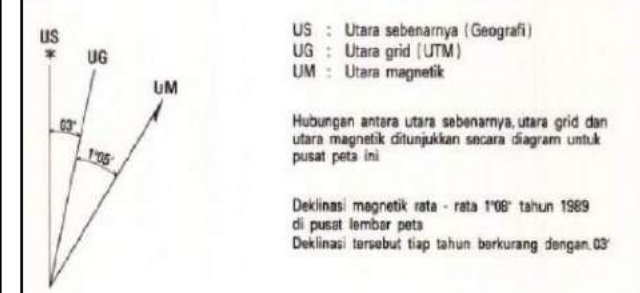 US
*
UG
UM
03'
1°05'
US : Utara sebenarnya (Geografi)
UG : Utara grid (UTM)
UM : Utara magnetik
Hubungan antara utara sebenarnya, utara grid dan
utara magnetik ditunjukkan secara diagram untuk
pusat peta ini
Deklinasi magnetik rata - rata 1°08' tahun 1989
di pusat lembar peta
Deklinasi tersebut tiap tahun berkurang dengan.03'